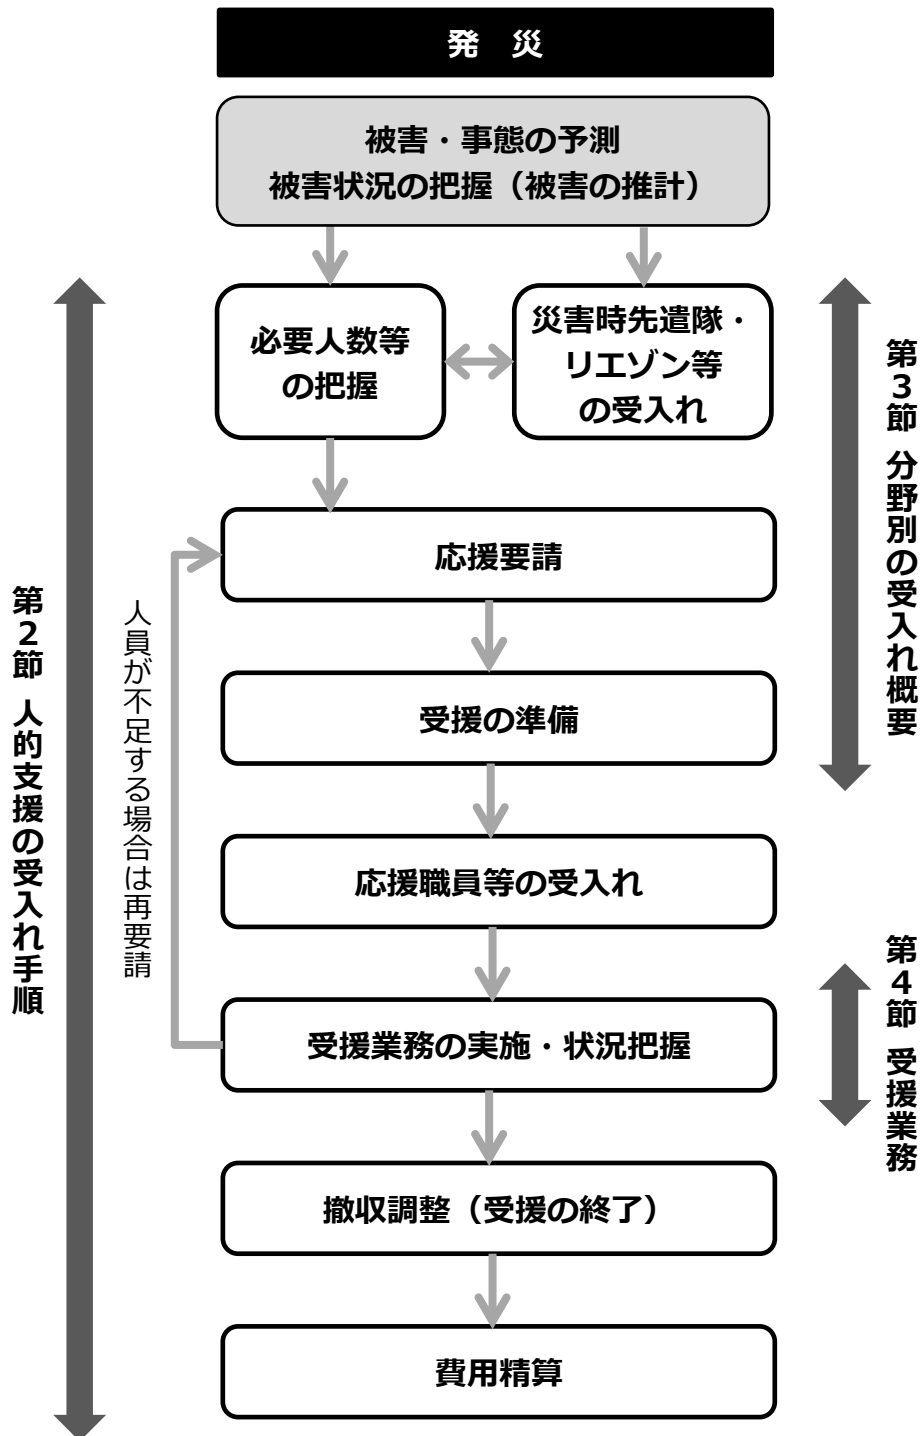 発 災
被害・事態の予測
被害状況の把握（被害の推計）
必要人数等
の把握
災害時先遣隊・
リエゾン等
の受入れ
応援要請
受援の準備
応援職員等の受入れ
受援業務の実施・状況把握
撤収調整（受援の終了）
費用精算
人員が不足する場合は再要請
第２節 人的支援の受入れ手順
第３節 分野別の受入れ概要
第４節 受援業務